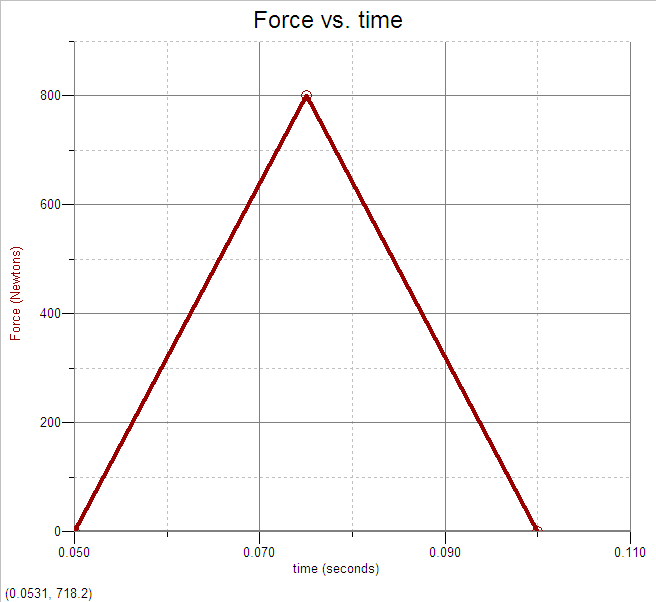 Force vs. time
800
600
400
200
0
Force (Newtons)
0.050 0.070 0.090 0.110
time (seconds)
(0.0531, 718.2)